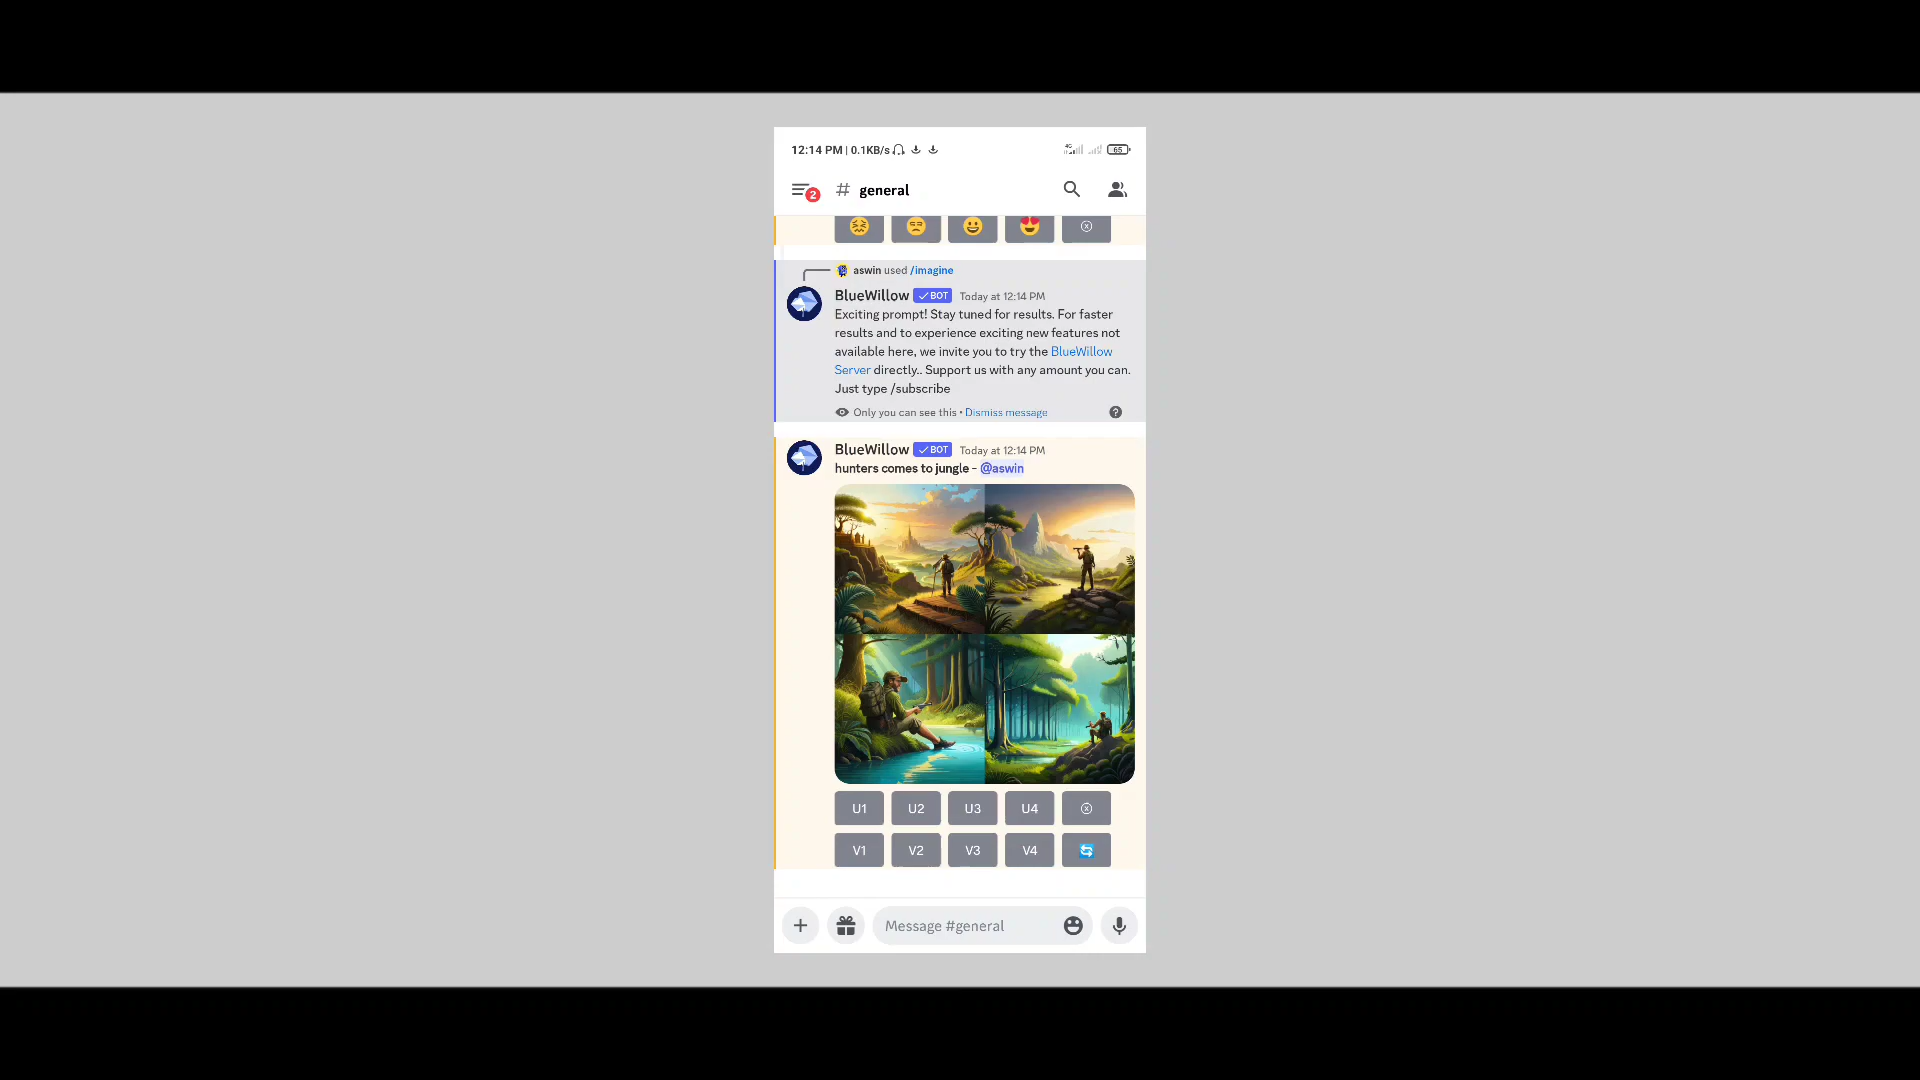 12:14 PM | 0.1KB/s
4G
65
2
# general
aswin used /imagine
BlueWillow BOT Today at 12:14 PM
Exciting prompt! Stay tuned for results. For faster
results and to experience exciting new features not
available here, we invite you to try the BlueWillow
Server directly.. Support us with any amount you can.
Just type /subscribe
Only you can see this • Dismiss message
BlueWillow BOT Today at 12:14 PM
hunters comes to jungle - @aswin
U1 U2 U3 U4
V1 V2 V3 V4
Message #general